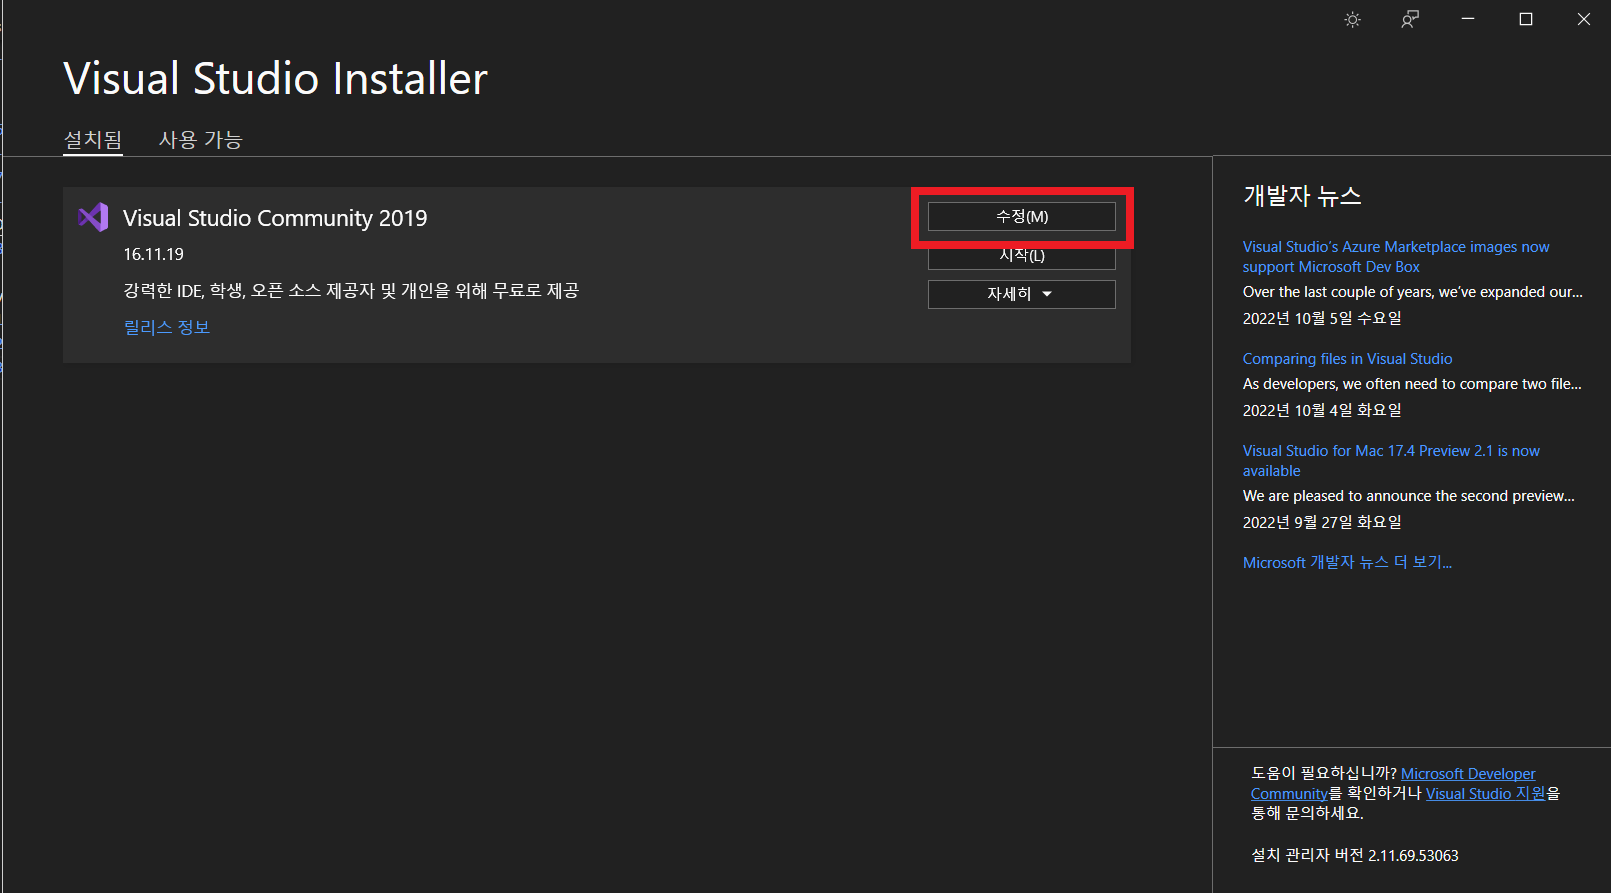 Visual Studio Installer
설치됨 사용 가능
Visual Studio Community 2019
16.11.19
강력한 IDE, 학생, 오픈 소스 제공자 및 개인을 위해 무료로 제공
릴리스 정보
수정(M)
시작(L)
자세히
개발자 뉴스
Visual Studio's Azure Marketplace images now
support Microsoft Dev Box
Over the last couple of years, we've expanded our...
2022년 10월 5일 수요일
Comparing files in Visual Studio
As developers, we often need to compare two file...
2022년 10월 4일 화요일
Visual Studio for Mac 17.4 Preview 2.1 is now
available
We are pleased to announce the second preview...
2022년 9월 27일 화요일
Microsoft 개발자 뉴스 더 보기...
도움이 필요하십니까? Microsoft Developer
Community를 확인하거나 Visual Studio 지원을
통해 문의하세요.
설치 관리자 버전 2.11.69.53063